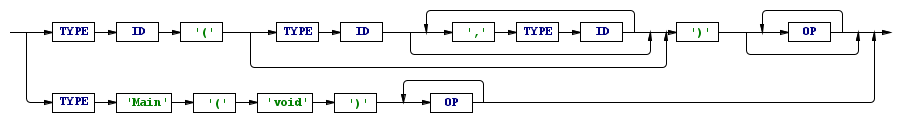 TYPE ID '(' TYPE ID ',' TYPE ID ')' OP
TYPE 'Main' '(' 'void' ')' OP